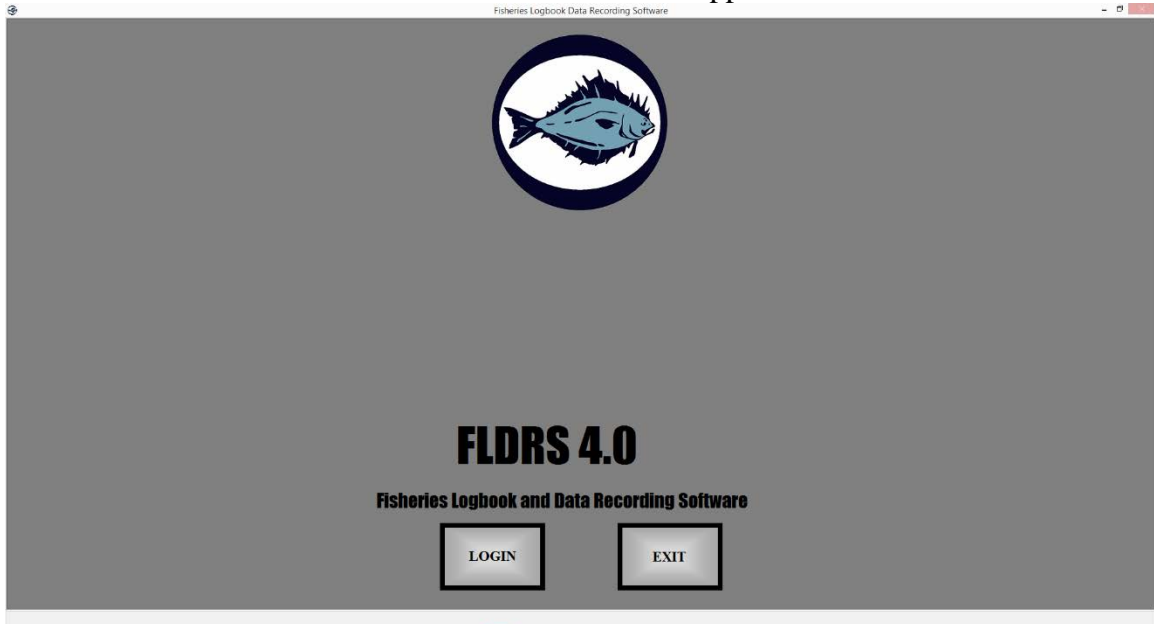 Fisheries Logbook Data Recording Software
FLDRS 4.0
Fisheries Logbook and Data Recording Software
LOGIN
EXIT